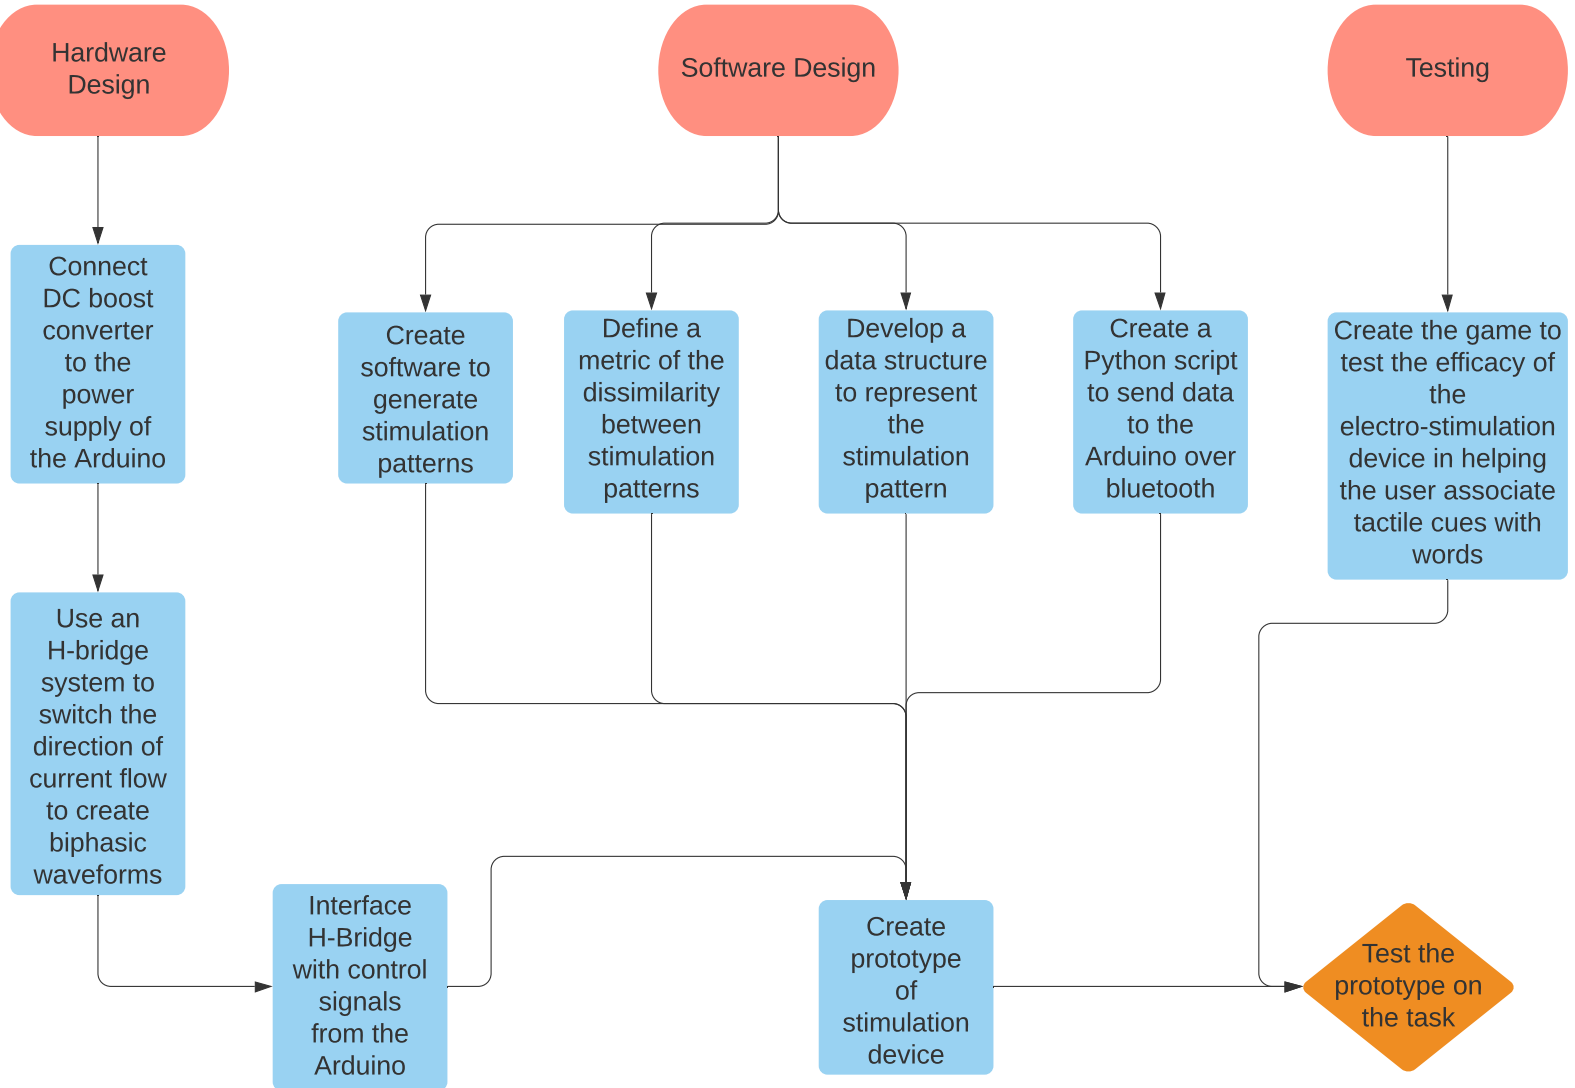 Hardware
Design
Software Design
Testing
Connect
DC boost
converter
to the
power
supply of
the Arduino
Create
software to
generate
stimulation
patterns
Define a
metric of the
dissimilarity
between
stimulation
patterns
Develop a
data structure
to represent
the
stimulation
pattern
Create a
Python script
to send data
to the
Arduino over
bluetooth
Create the game to
test the efficacy of
the
electro-stimulation
device in helping
the user associate
tactile cues with
words
Use an
H-bridge
system to
switch the
direction of
current flow
to create
biphasic
waveforms
Interface
H-Bridge
with control
signals
from the
Arduino
Create
prototype
of
stimulation
device
Test the
prototype on
the task